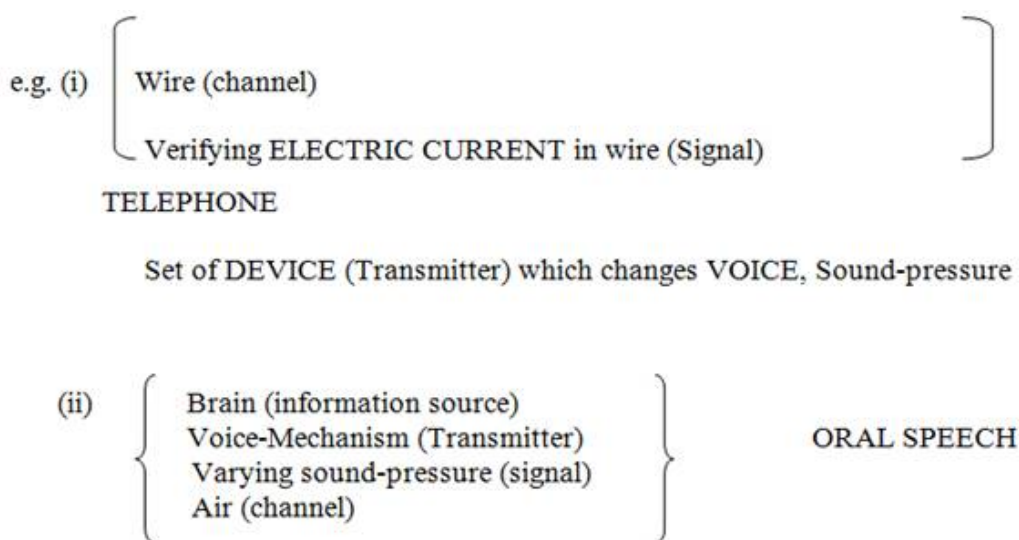 e.g. (i) Wire (channel)
Verifying ELECTRIC CURRENT in wire (Signal)
TELEPHONE
Set of DEVICE (Transmitter) which changes VOICE, Sound-pressure
(ii) Brain (information source)
Voice-Mechanism (Transmitter)
ORAL SPEECH
Varying sound-pressure (signal)
Air (channel)